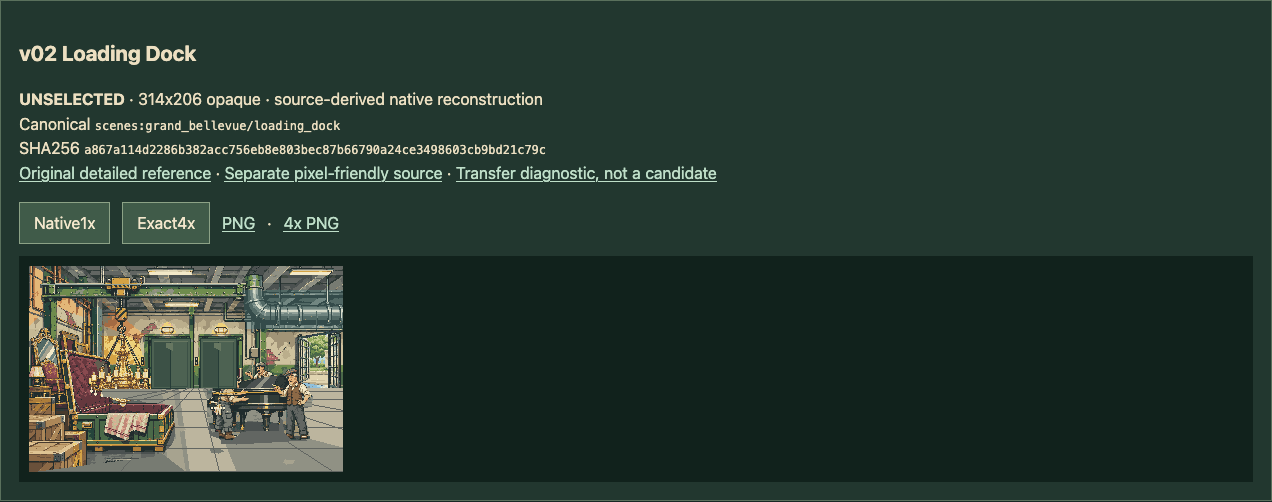 v02 Loading Dock
UNSELECTED · 314x206 opaque · source-derived native reconstruction
Canonical scenes:grand_bellevue/loading_dock
SHA256 a867a114d2286b382acc756eb8e803bec87b66790a24ce3498603cb9bd21c79c
Original detailed reference · Separate pixel-friendly source · Transfer diagnostic, not a candidate
Native1x Exact4x PNG · 4x PNG